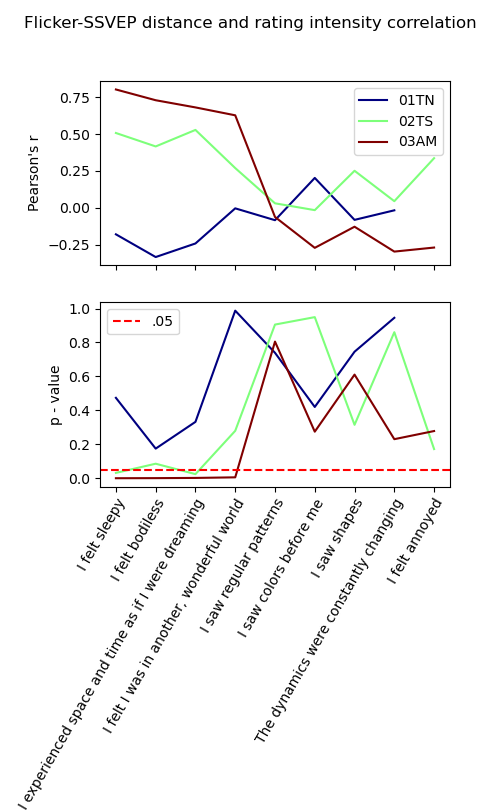 Flicker-SSVEP distance and rating intensity correlation
Pearson's r
0.75
0.50
0.25
0.00
−0.25
01TN
02TS
03AM
p - value
1.0
0.8
0.6
0.4
0.2
0.0
.05
I felt sleepy
I felt bodiless
I experienced space and time as if I were dreaming
I felt I was in another, wonderful world
I saw regular patterns
I saw colors before me
I saw shapes
The dynamics were constantly changing
I felt annoyed